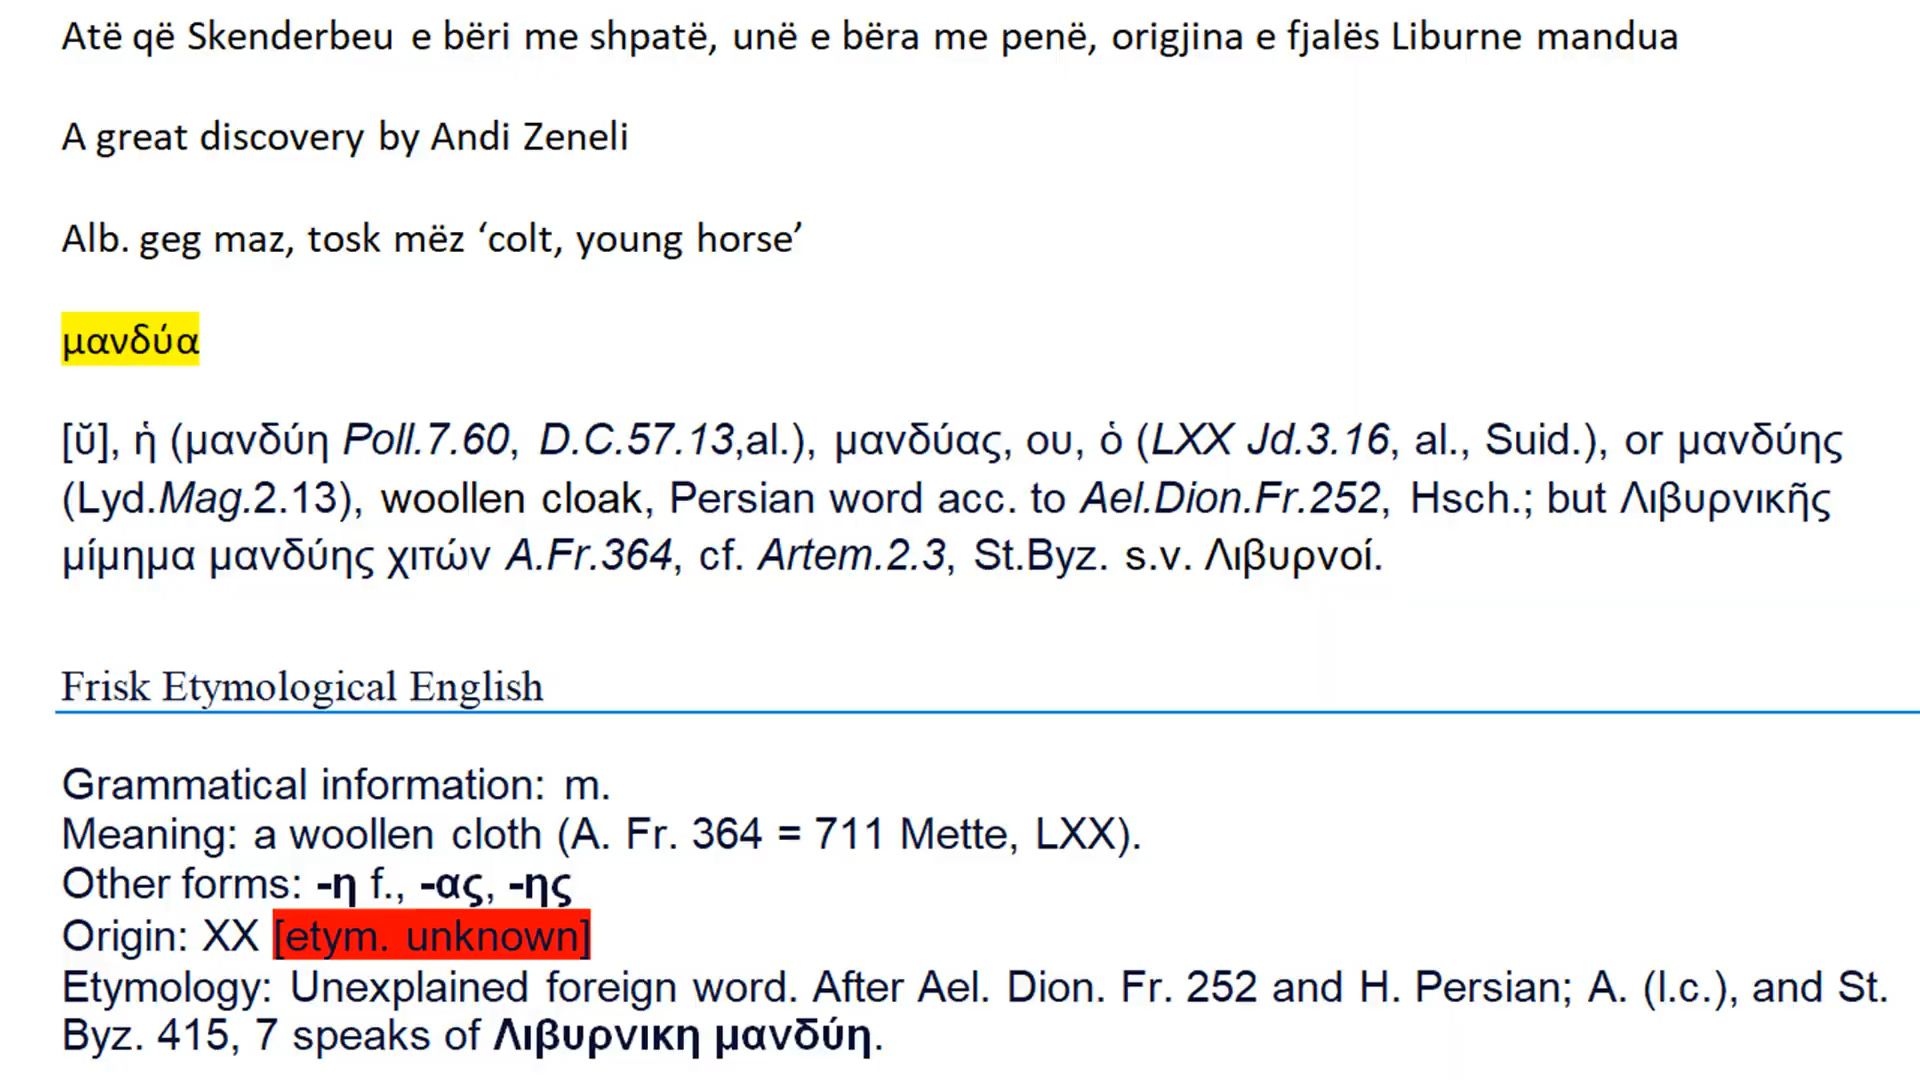 Atë që Skenderbeu e bëri me shpatë, unë e bëra me penë, origjina e fjalës Liburne mandua
A great discovery by Andi Zeneli
Alb. geg maz, tosk mëz ‘colt, young horse’
μανδύα
[ῠ], ἡ (μανδύη Poll.7.60, D.C.57.13,al.), μανδύας, ου, ὁ (LXX Jd.3.16, al., Suid.), or μανδύης
(Lyd.Mag.2.13), woollen cloak, Persian word acc. to Ael.Dion.Fr.252, Hsch.; but Λιβυρνικῆς
μίμημα μανδύης χιτών A.Fr.364, cf. Artem.2.3, St.Byz. s.v. Λιβυρνοί.
Frisk Etymological English
Grammatical information: m.
Meaning: a woollen cloth (A. Fr. 364 = 711 Mette, LXX).
Other forms: -η f., -ας, -ης
Origin: XX [etym. unknown]
Etymology: Unexplained foreign word. After Ael. Dion. Fr. 252 and H. Persian; A. (l.c.), and St.
Byz. 415, 7 speaks of Λιβυρνικη μανδύη.